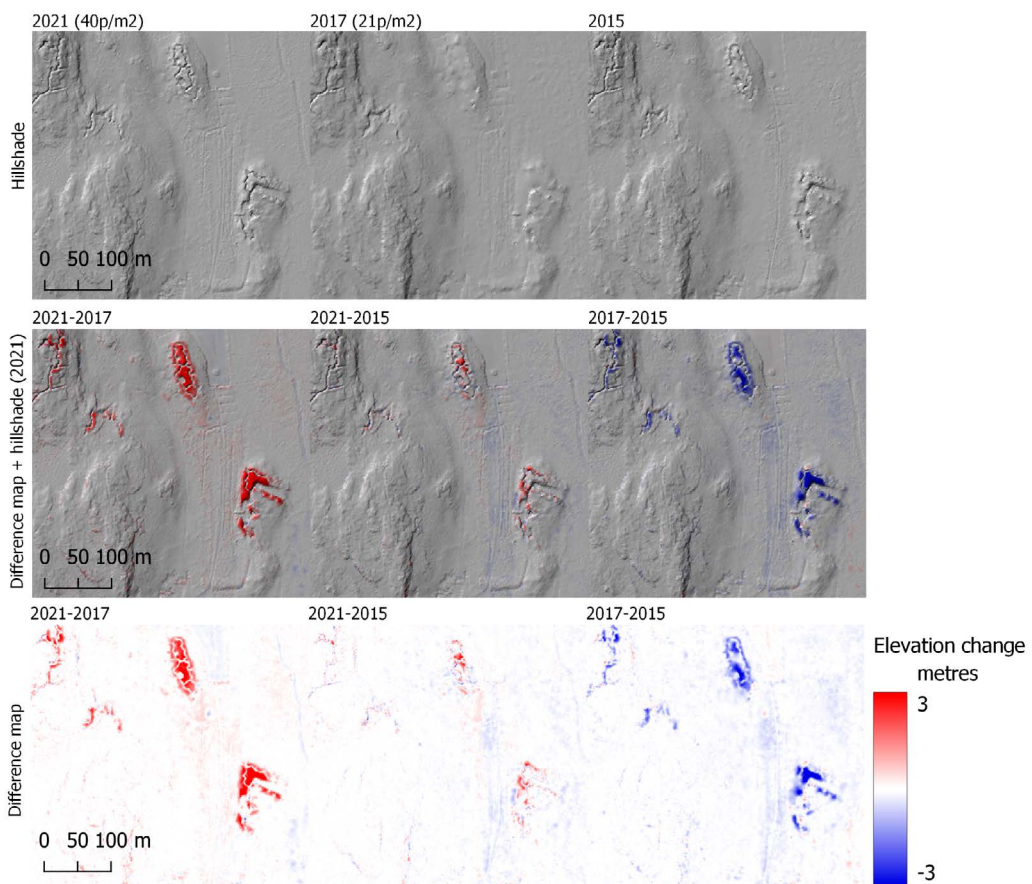 2021 (40p/m2)
2017 (21p/m2)
2015
Hillshade
0 50 100 m
2021-2017
2021-2015
2017-2015
Difference map + hillshade (2021)
0 50 100 m
2021-2017
2021-2015
2017-2015
Difference map
0 50 100 m
Elevation change
metres
3
-3